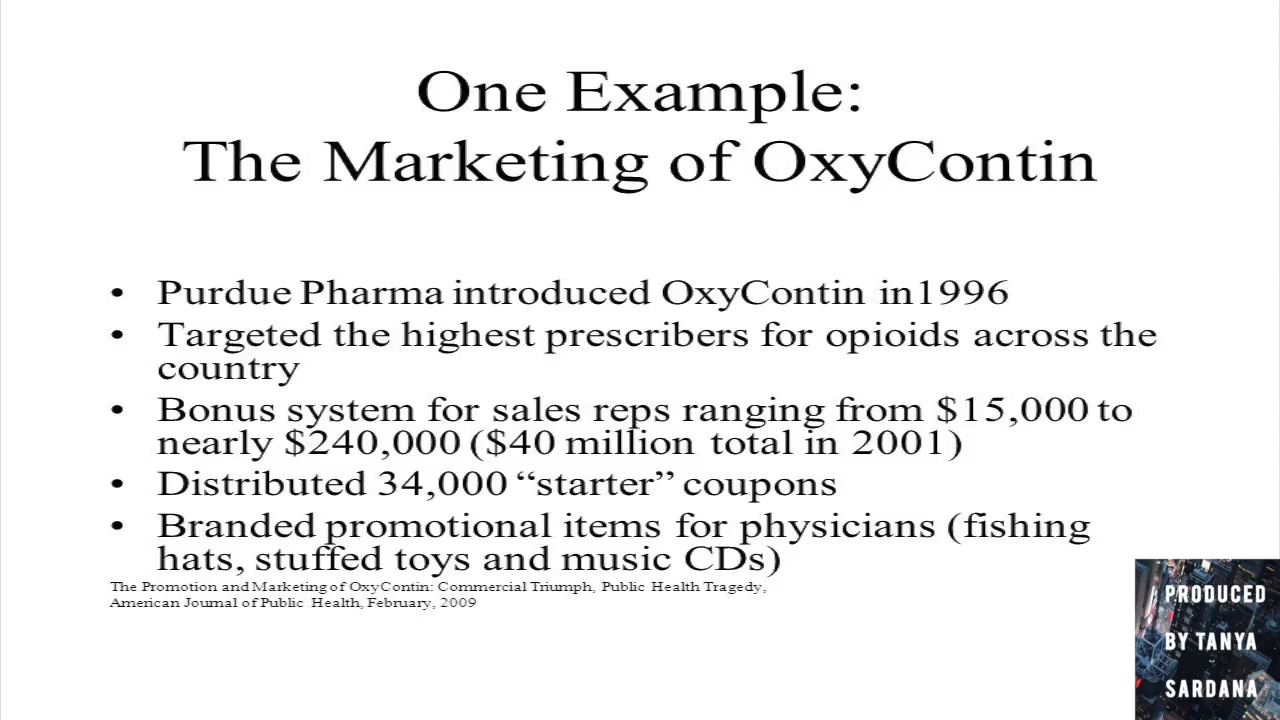 One Example:
The Marketing of OxyContin
• Purdue Pharma introduced OxyContin in1996
• Targeted the highest prescribers for opioids across the
country
• Bonus system for sales reps ranging from $15,000 to
nearly $240,000 ($40 million total in 2001)
• Distributed 34,000 “starter” coupons
• Branded promotional items for physicians (fishing
hats, stuffed toys and music CDs)
The Promotion and Marketing of OxyContin: Commercial Triumph, Public Health Tragedy,
American Journal of Public Health, February, 2009
PRODUCED
BY TANYA
SARDANA